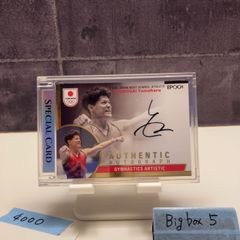 EPOCH
SPECIAL CARD
AUTHENTIC
AUTOGRAPH
GYMNASTICS ARTISTIC
4000
Big box 5